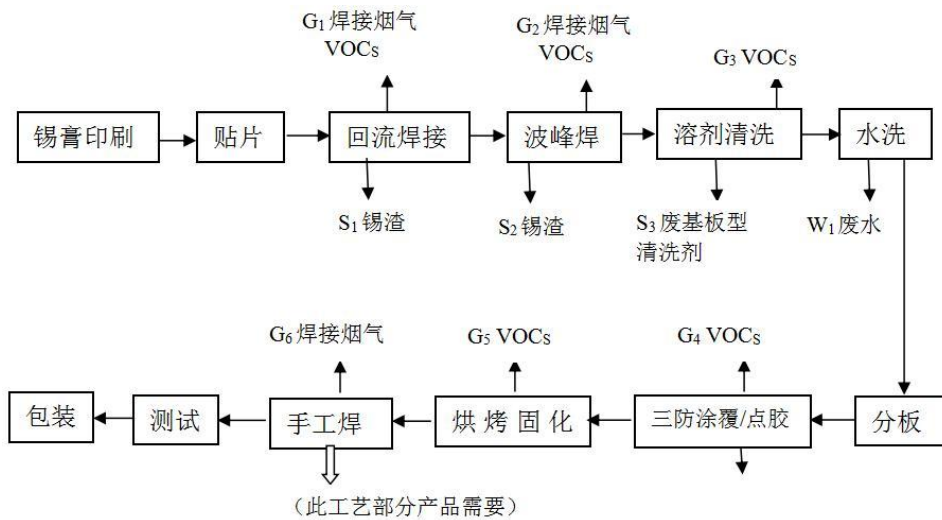 G1 焊接烟气
VOCs
G2 焊接烟气
VOCs
G3 VOCs
锡膏印刷
贴片
回流焊接
波峰焊
溶剂清洗
水洗
S1 锡渣
S2 锡渣
S3 废基板型
清洗剂
W1 废水
G6 焊接烟气
G5 VOCs
G4 VOCs
包装
测试
手工焊
烘烤固化
三防涂覆/点胶
分板
（此工艺部分产品需要）